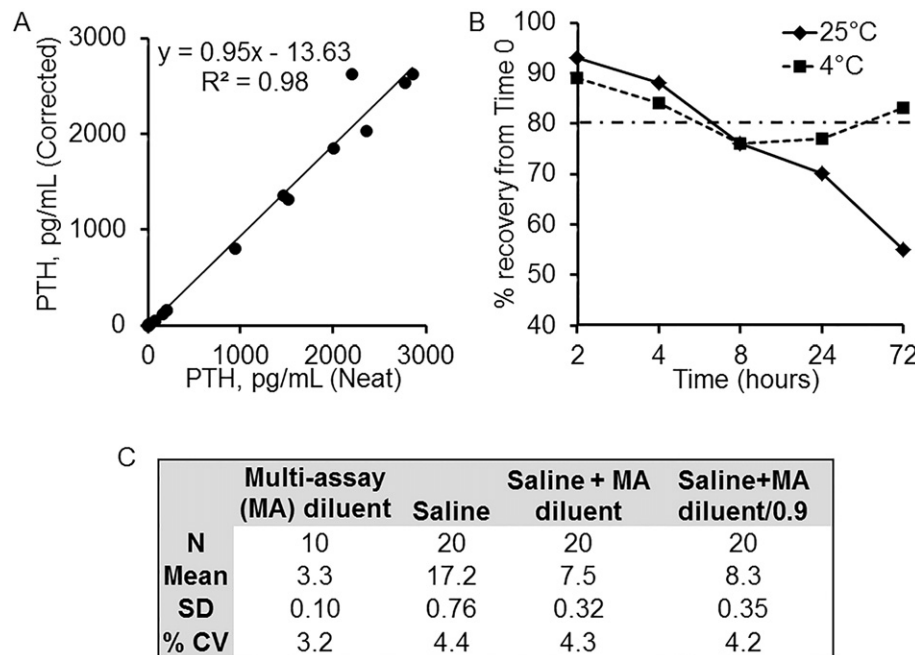 A
y = 0.95x - 13.63
R² = 0.98
PTH, pg/mL (Corrected)
3000
2000
1000
0
0 1000 2000 3000
PTH, pg/mL (Neat)
B
25°C
4°C
% recovery from Time 0
100
90
80
70
60
50
40
2 4 8 24 72
Time (hours)
C
Multi-assay (MA) diluent Saline Saline + MA diluent Saline+MA diluent/0.9
N 10 20 20 20
Mean 3.3 17.2 7.5 8.3
SD 0.10 0.76 0.32 0.35
% CV 3.2 4.4 4.3 4.2